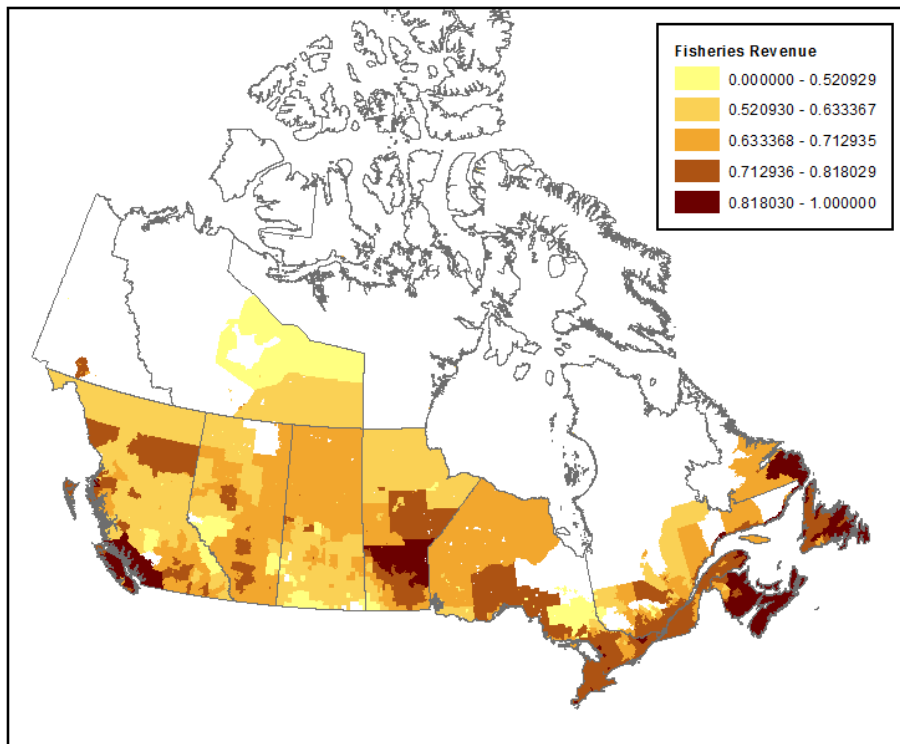 Fisheries Revenue
0.000000 - 0.520929
0.520930 - 0.633367
0.633368 - 0.712935
0.712936 - 0.818029
0.818030 - 1.000000